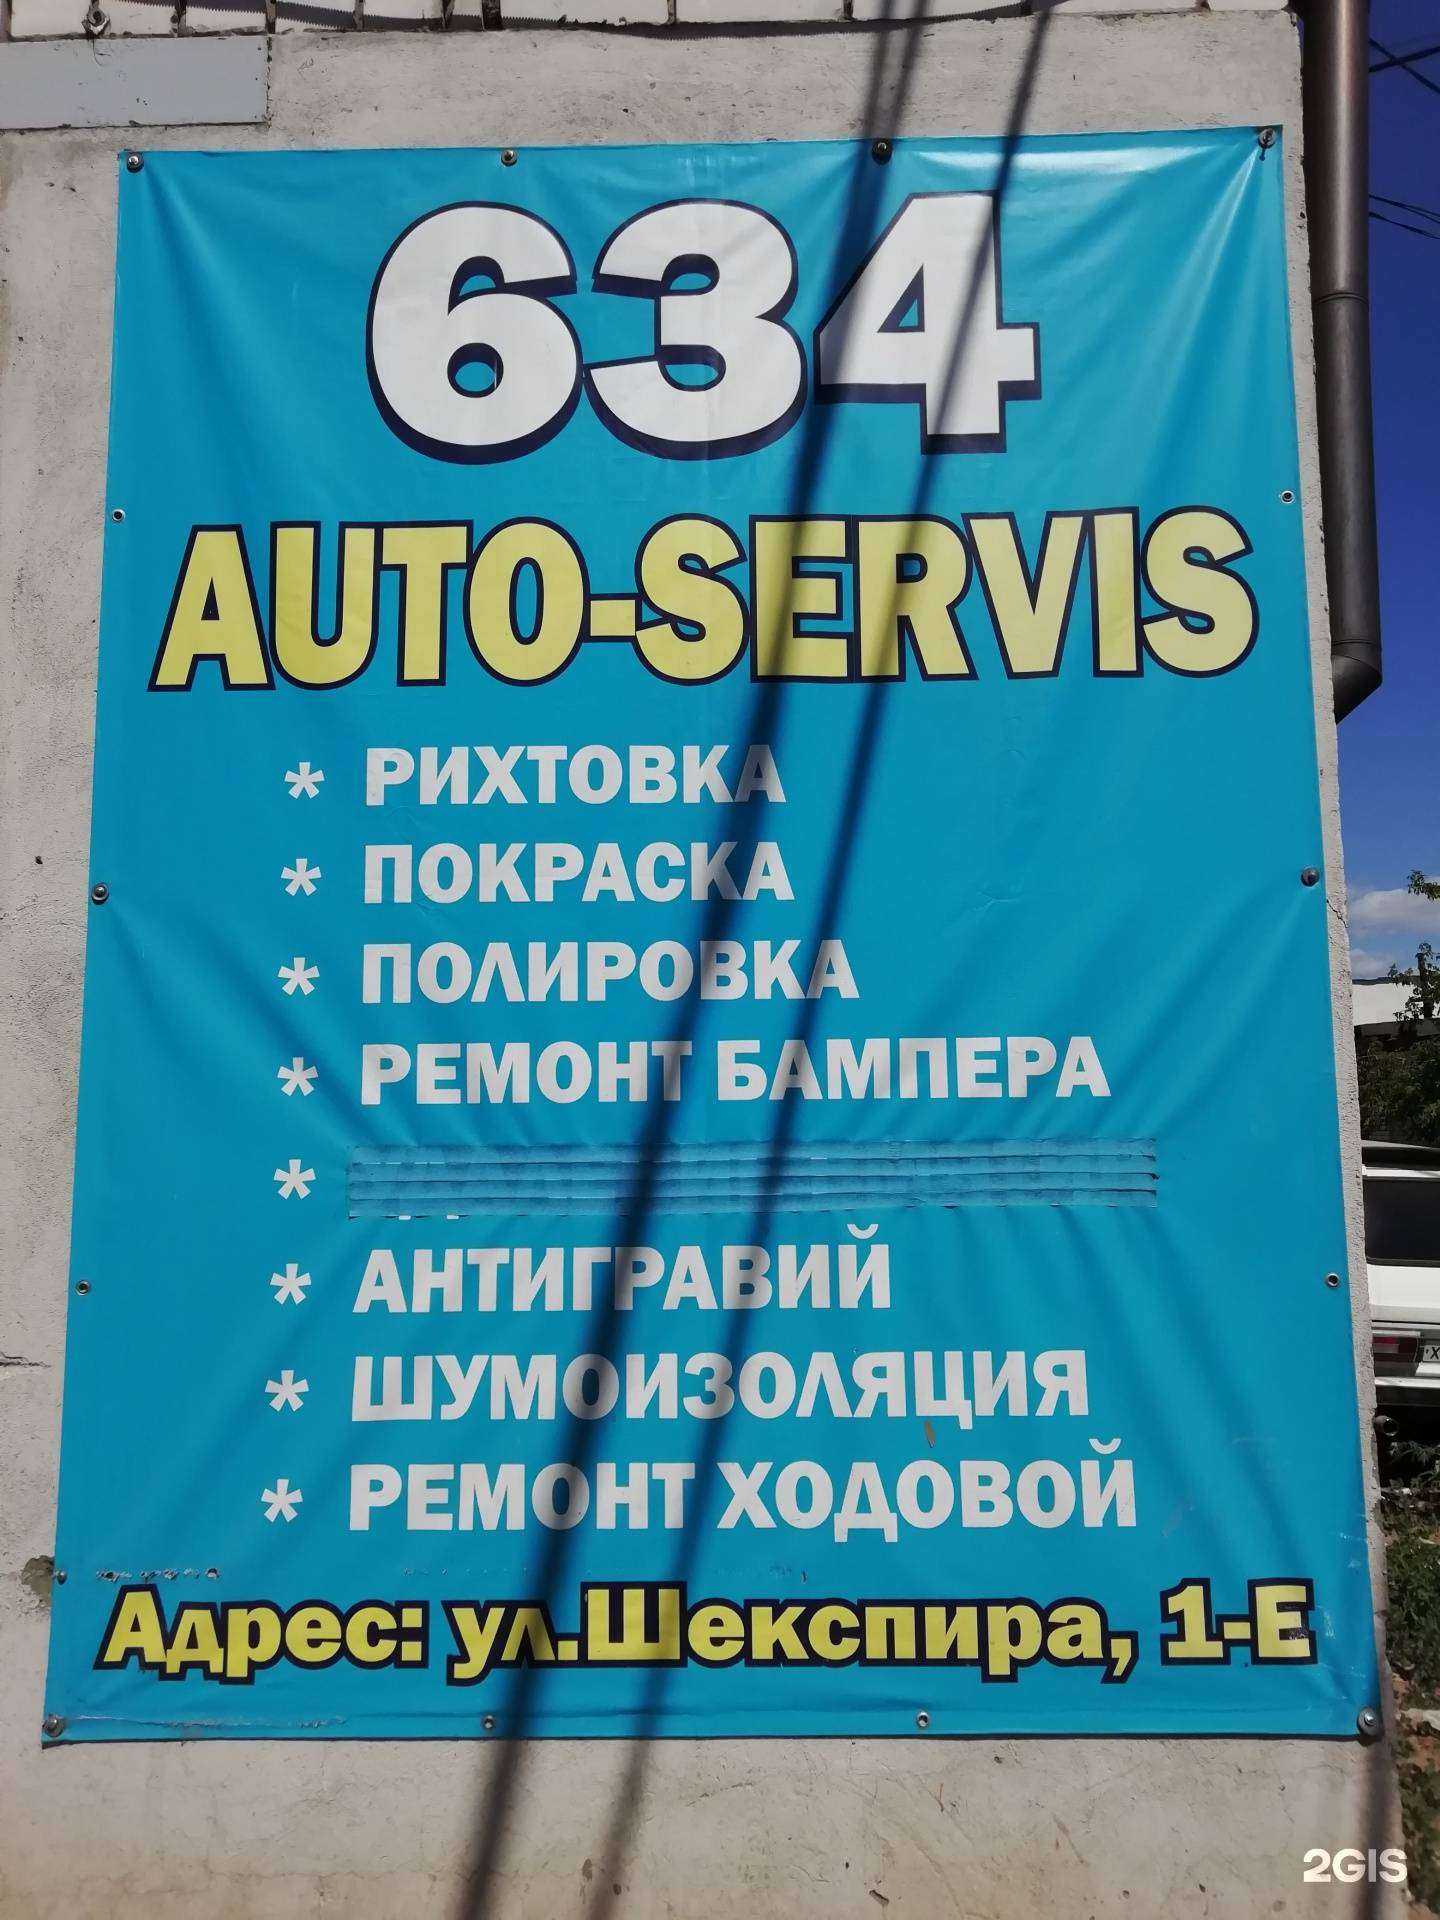 634
AUTO-SERVIS
* РИХТОВКА
* ПОКРАСКА
* ПОЛИРОВКА
* РЕМОНТ БАМПЕРА
*
* АНТИГРАВИЙ
* ШУМОИЗОЛЯЦИЯ
* РЕМОНТ ХОДОВОЙ
Адрес: ул.Шекспира, 1-Е
2GIS